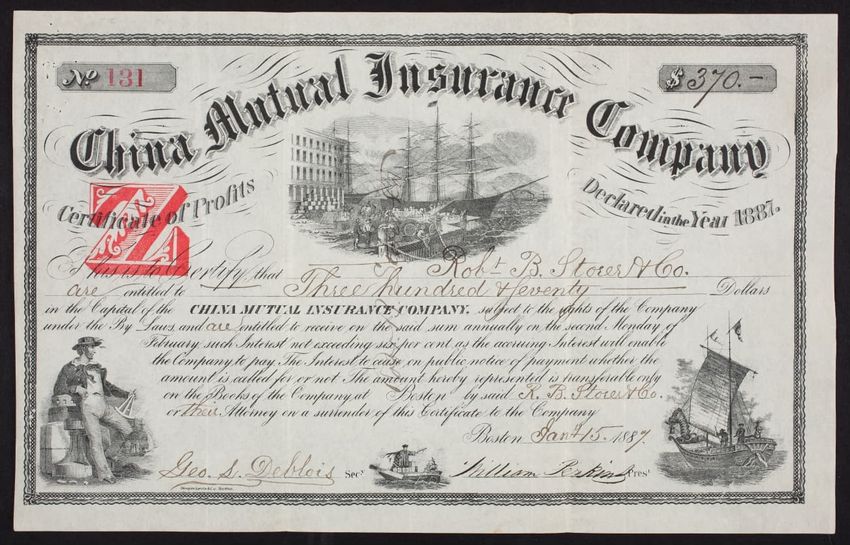 No 131
$ 370.–
China Mutual Insurance Company
Certificate of Profits
Declared in the Year 1887.
Z
This is to Certify, that Robt. B. Storer & Co.
are entitled to Three hundred & seventy Dollars
in the Capital of the CHINA MUTUAL INSURANCE COMPANY, subject to the rights of the Company
under the By Laws, and are entitled to receive on the said sum annually on the second Monday of
February such Interest not exceeding six per cent. as the accruing Interest will enable
the Company to pay. The Interest to cease on public notice of payment whether the
amount is called for or not. The amount hereby represented is transferable only
on the Books of the Company at Boston by said R. B. Storer & Co.
or their Attorney on a surrender of this Certificate to the Company
Boston Jany 15. 1887.
Geo. S. Deblois Secy
William Perkins Prest